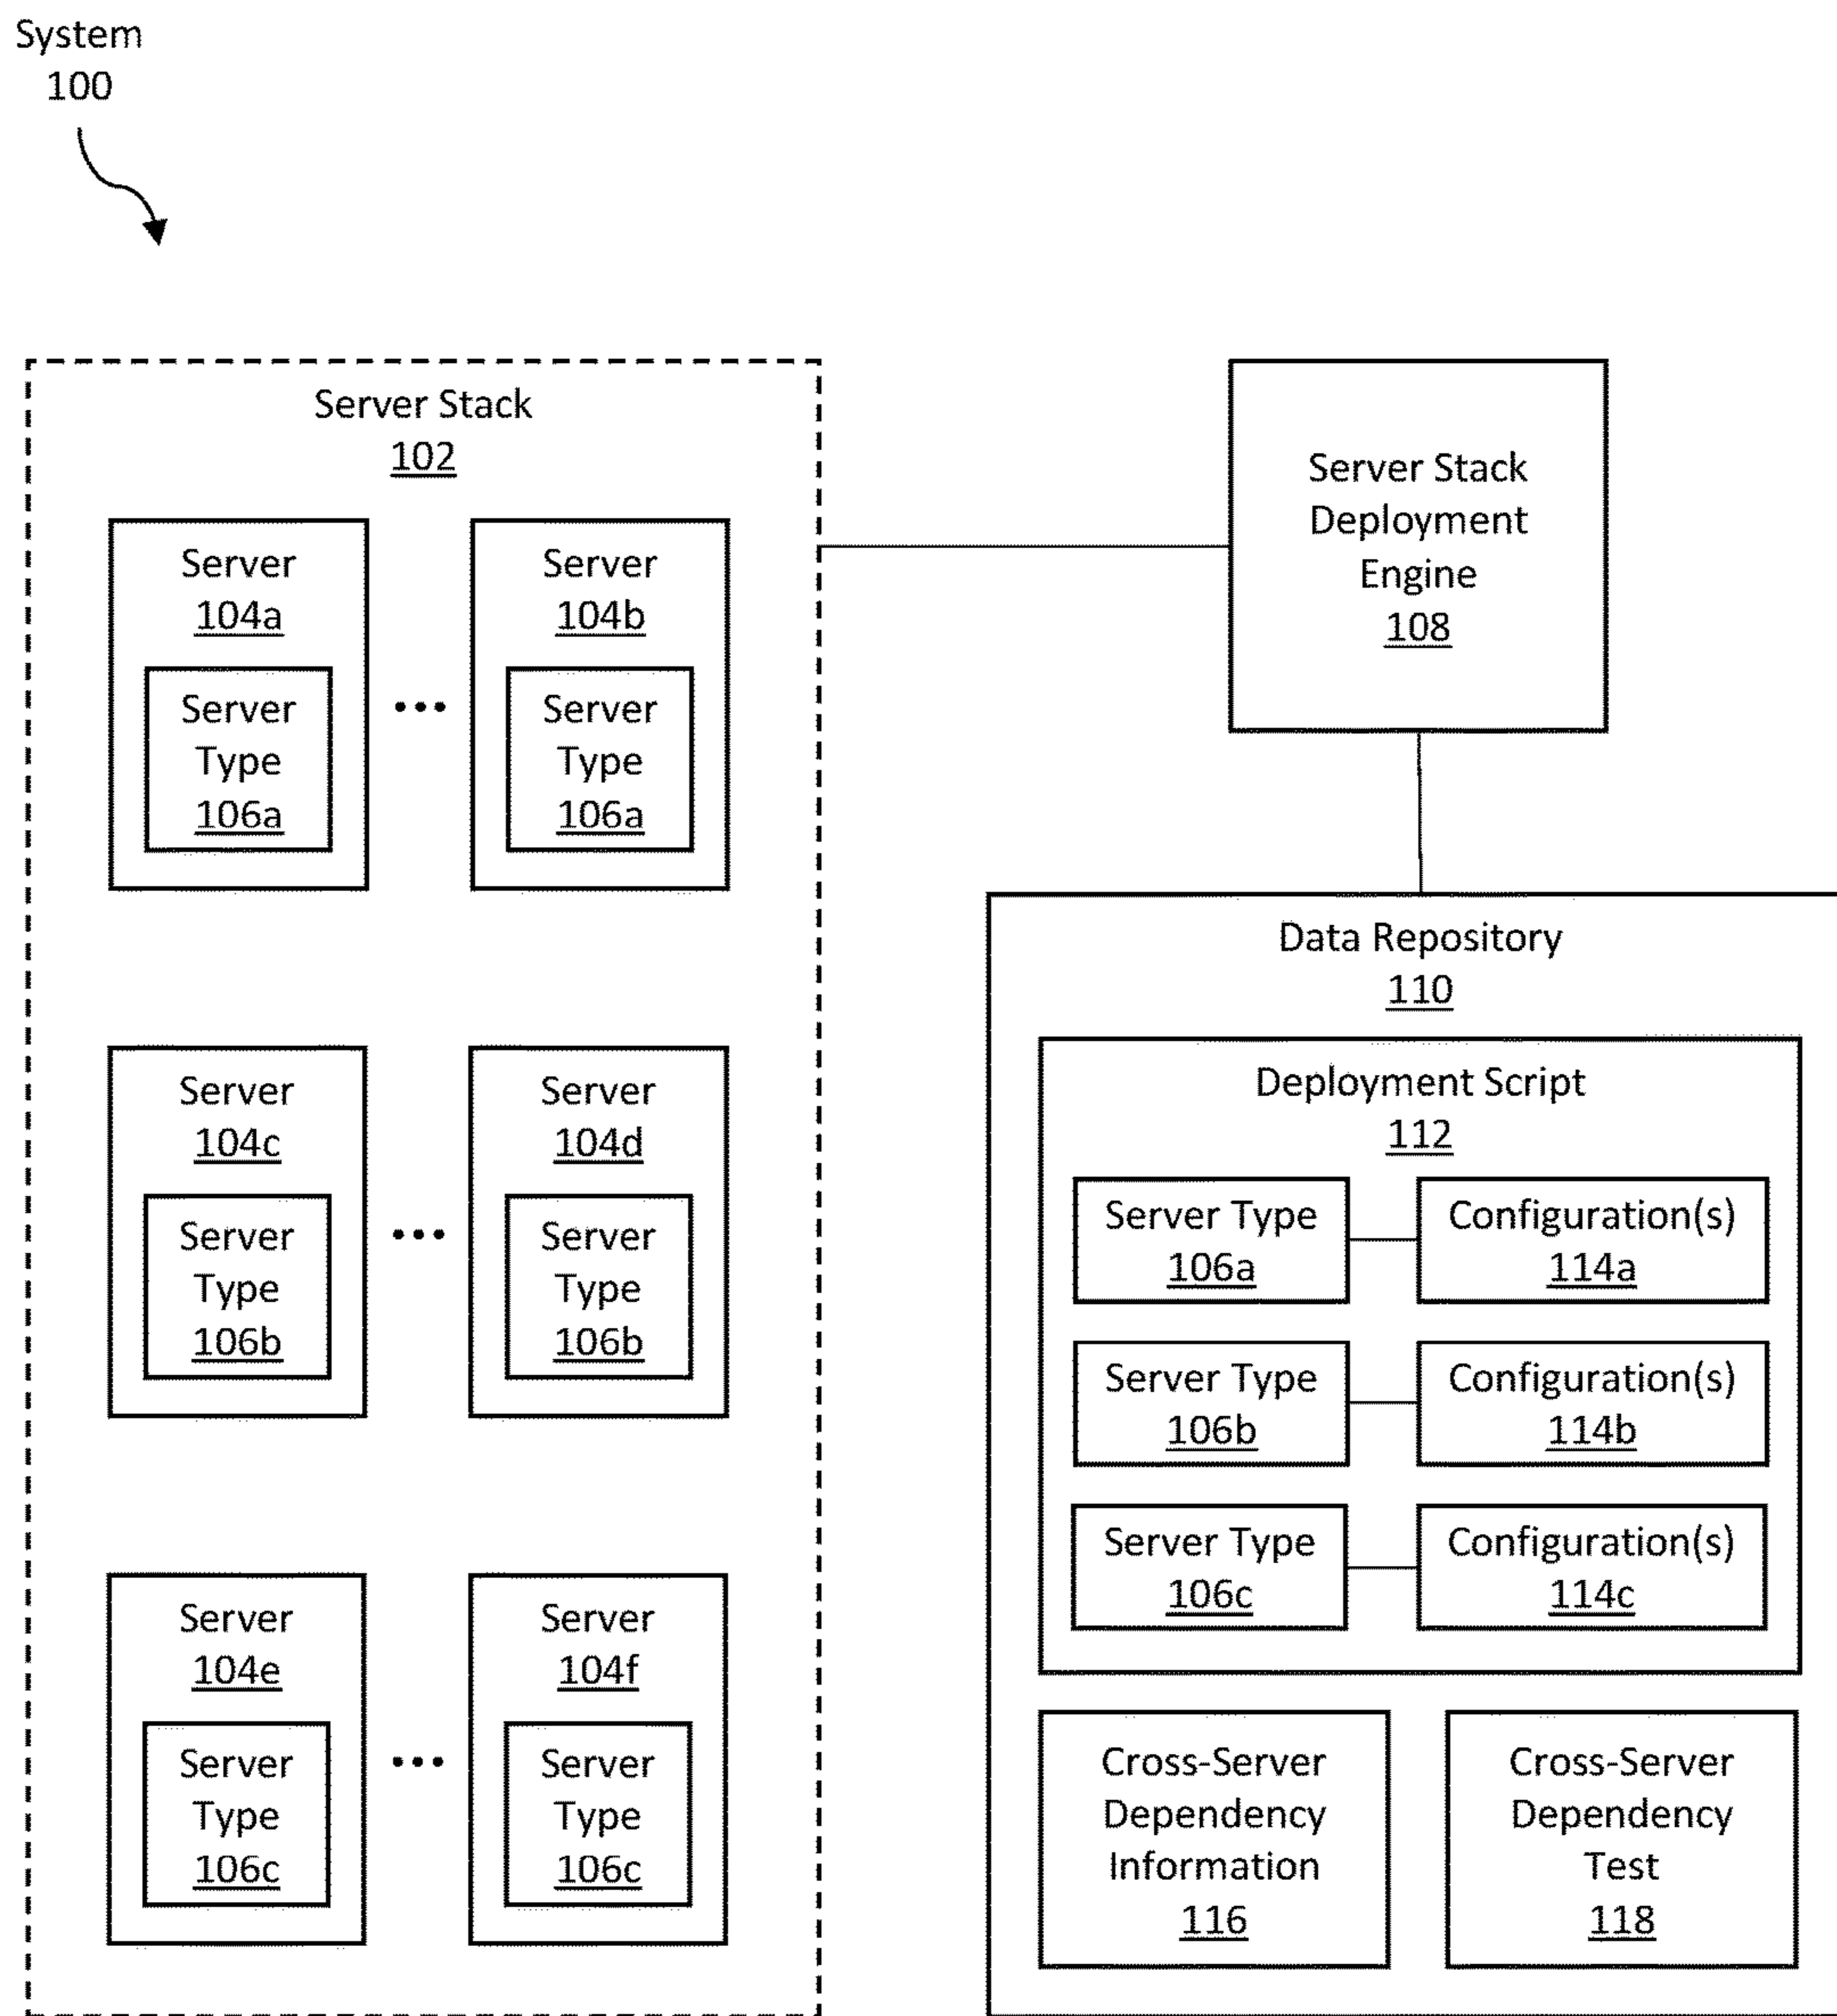 System
100
Server Stack
102
Server
104a
Server
Type
106a
Server
104b
Server
Type
106a
Server
104c
Server
Type
106b
Server
104d
Server
Type
106b
Server
104e
Server
Type
106c
Server
104f
Server
Type
106c
Server Stack
Deployment
Engine
108
Data Repository
110
Deployment Script
112
Server Type
106a
Configuration(s)
114a
Server Type
106b
Configuration(s)
114b
Server Type
106c
Configuration(s)
114c
Cross-Server
Dependency
Information
116
Cross-Server
Dependency
Test
118